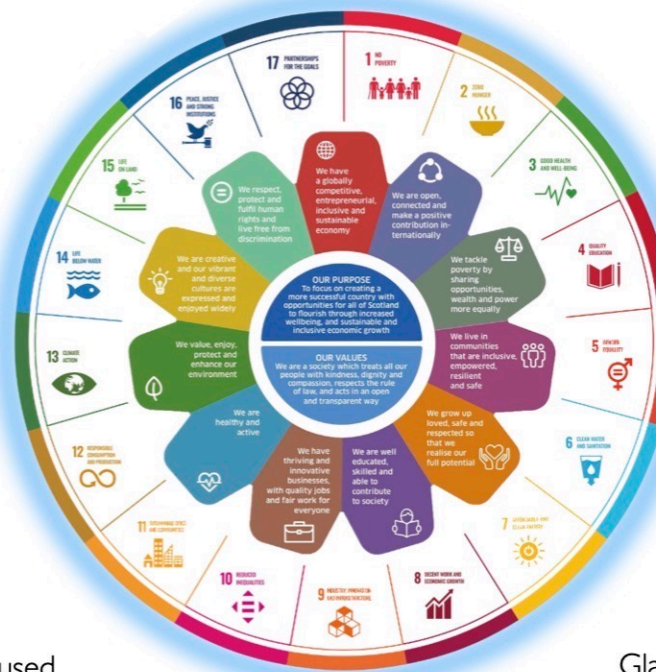 17 PARTNERSHIPS
FOR THE GOALS
1 NO
POVERTY
2 ZERO
HUNGER
3 GOOD HEALTH
AND WELL-BEING
4 QUALITY
EDUCATION
5 GENDER
EQUALITY
6 CLEAN WATER
AND SANITATION
7 AFFORDABLE AND
CLEAN ENERGY
8 DECENT WORK AND
ECONOMIC GROWTH
9 INDUSTRY, INNOVATION
AND INFRASTRUCTURE
10 REDUCED
INEQUALITIES
11 SUSTAINABLE CITIES
AND COMMUNITIES
12 RESPONSIBLE
CONSUMPTION
AND PRODUCTION
13 CLIMATE
ACTION
14 LIFE
BELOW WATER
15 LIFE
ON LAND
16 PEACE, JUSTICE
AND STRONG
INSTITUTIONS
We have
a globally
competitive,
entrepreneurial,
inclusive and
sustainable
economy
We are open,
connected and
make a positive
contribution in-
ternationally
We tackle
poverty by
sharing
opportunities,
wealth and power
more equally
We live in
communities
that are inclusive,
empowered,
resilient
and safe
We grow up
loved, safe and
respected so
that we
realise our
full potential
We are well
educated,
skilled and
able to
contribute
to society
We have
thriving and
innovative
businesses,
with quality jobs
and fair work for
everyone
We are
healthy and
active
We value, enjoy,
protect and
enhance our
environment
We are creative
and our vibrant
and diverse
cultures are
expressed and
enjoyed widely
We respect,
protect and
fulfil human
rights and
live free from
discrimination
OUR PURPOSE
To focus on creating a
more successful country with
opportunities for all of Scotland
to flourish through increased
wellbeing, and sustainable and
inclusive economic growth
OUR VALUES
We are a society which treats all our
people with kindness, dignity and
compassion, respects the rule
of law, and acts in an open
and transparent way
used
Gla